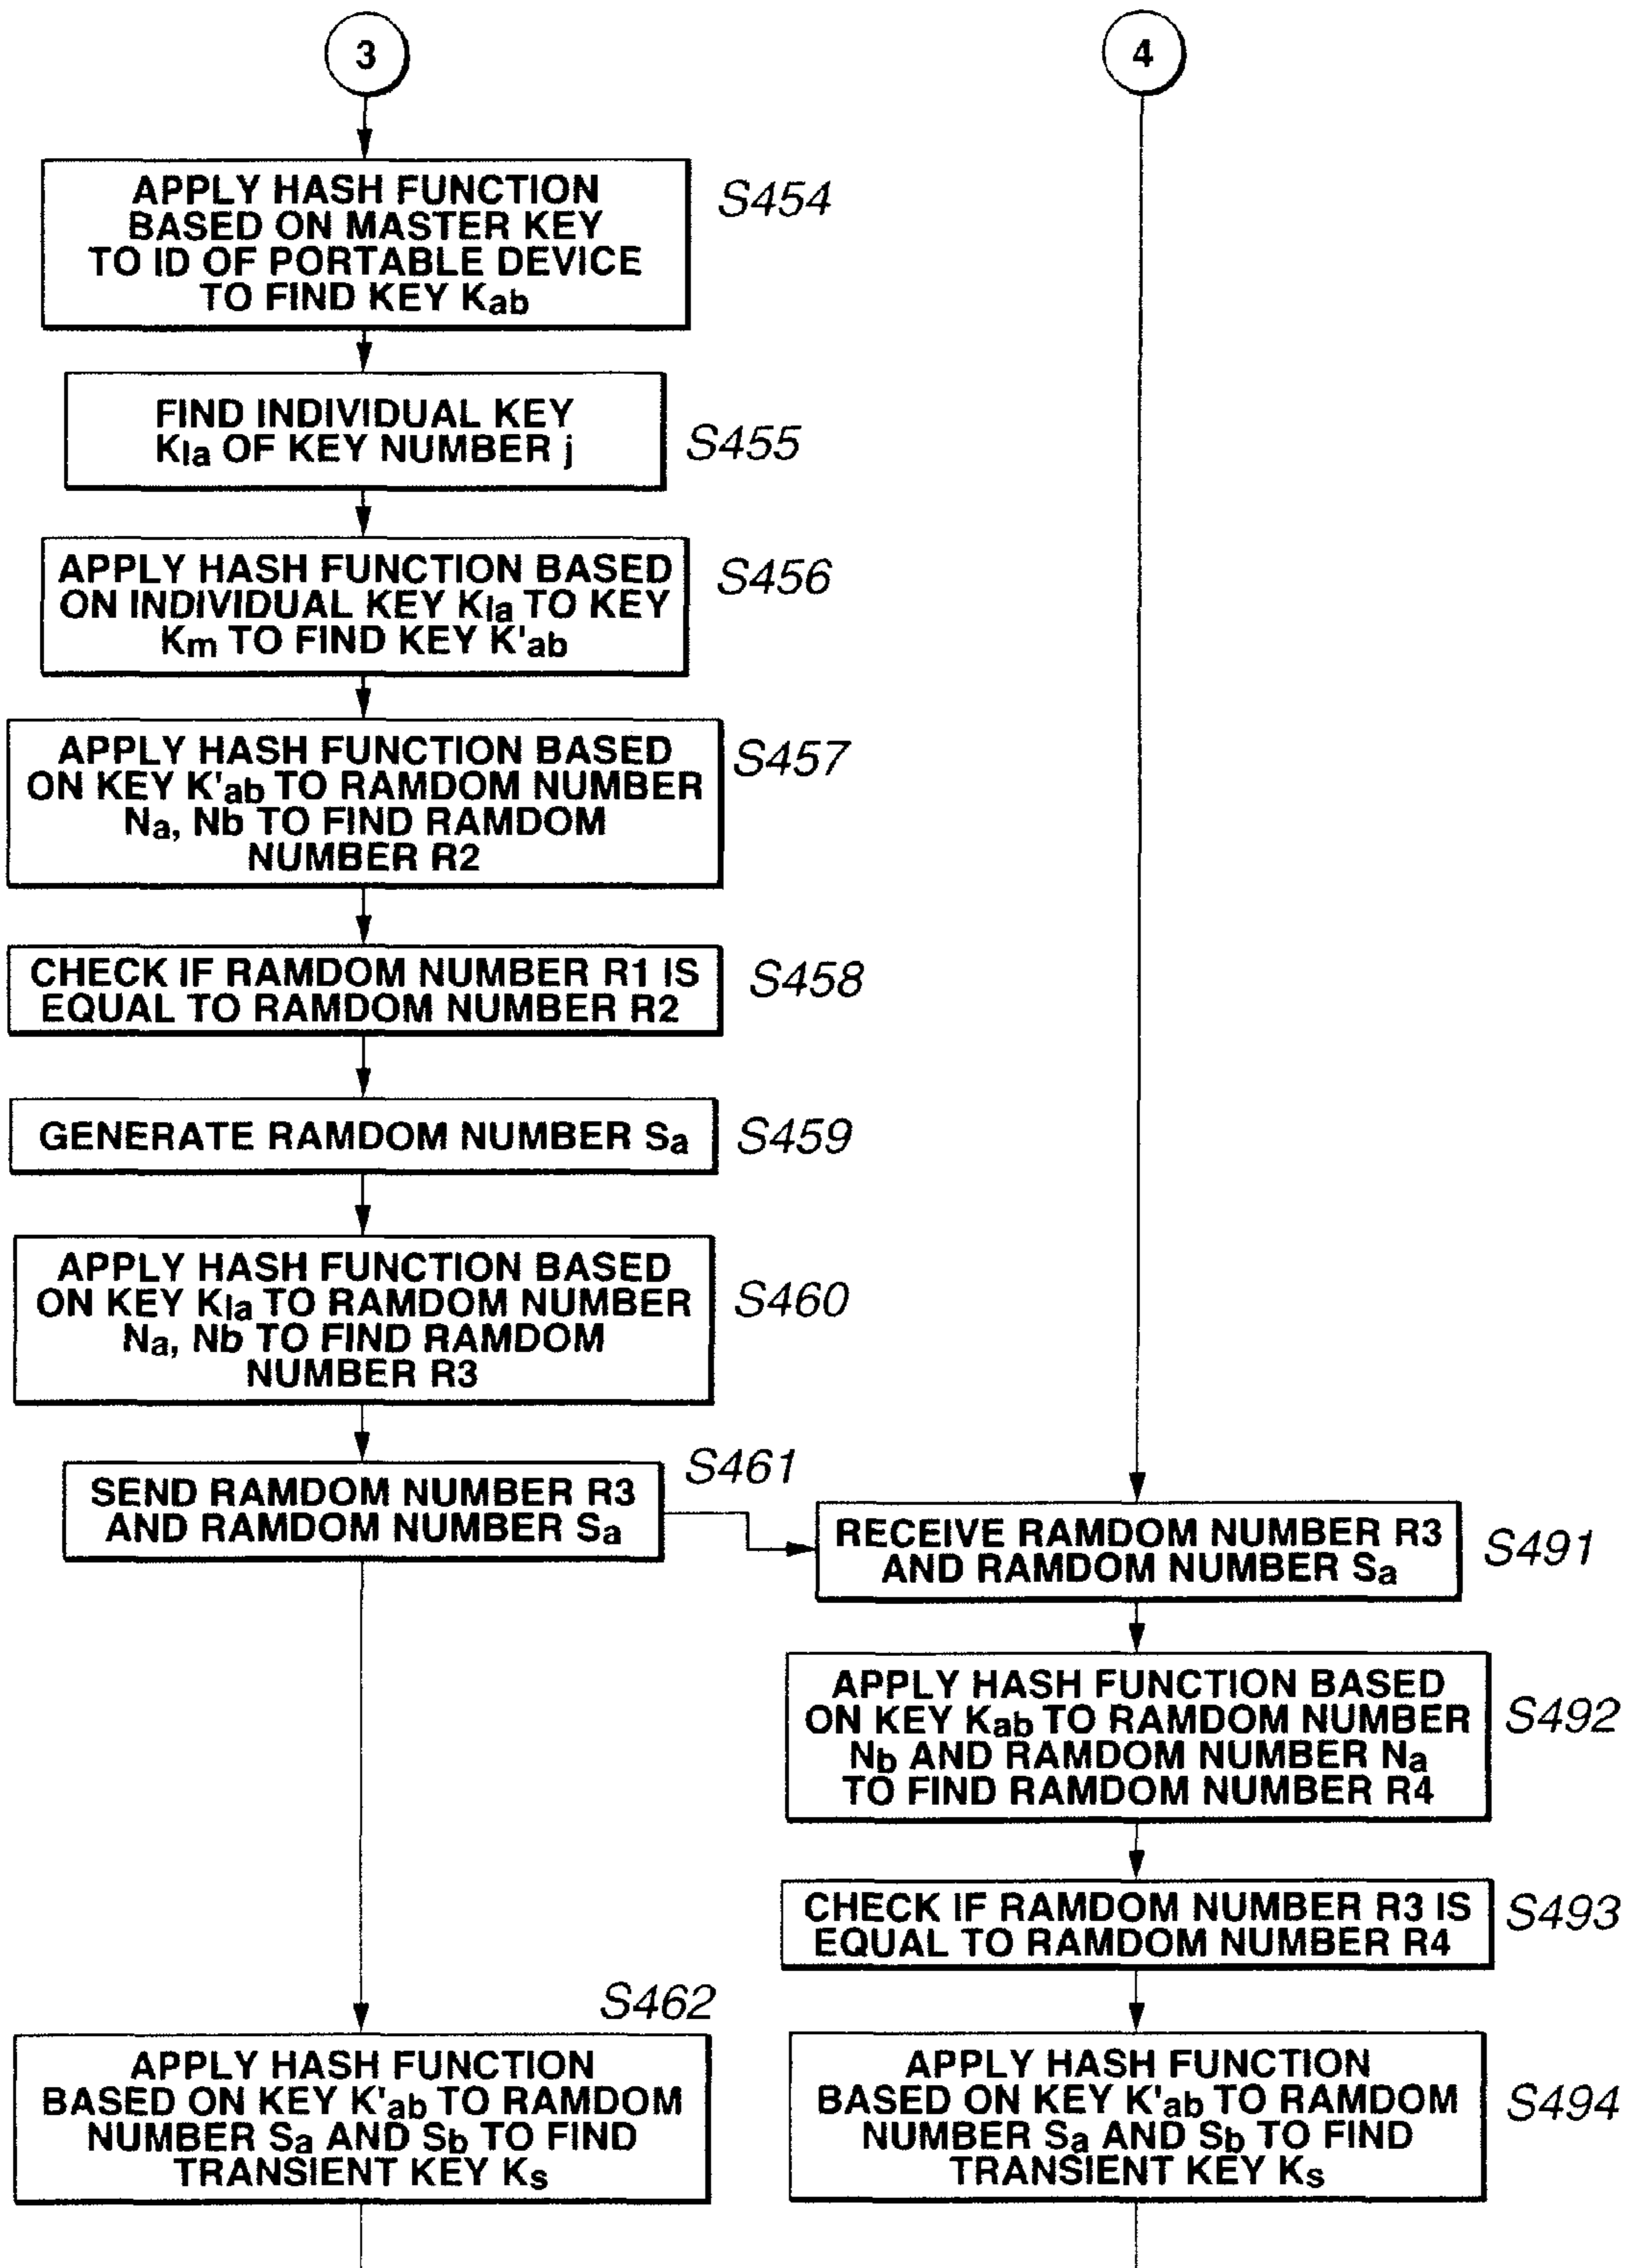 3
4
APPLY HASH FUNCTION
BASED ON MASTER KEY
TO ID OF PORTABLE DEVICE
TO FIND KEY Kab
S454
FIND INDIVIDUAL KEY
KIa OF KEY NUMBER j
S455
APPLY HASH FUNCTION BASED
ON INDIVIDUAL KEY KIa TO KEY
Km TO FIND KEY K'ab
S456
APPLY HASH FUNCTION BASED
ON KEY K'ab TO RAMDOM NUMBER
Na, Nb TO FIND RAMDOM
NUMBER R2
S457
CHECK IF RAMDOM NUMBER R1 IS
EQUAL TO RAMDOM NUMBER R2
S458
GENERATE RAMDOM NUMBER Sa
S459
APPLY HASH FUNCTION BASED
ON KEY KIa TO RAMDOM NUMBER
Na, Nb TO FIND RAMDOM
NUMBER R3
S460
SEND RAMDOM NUMBER R3
AND RAMDOM NUMBER Sa
S461
RECEIVE RAMDOM NUMBER R3
AND RAMDOM NUMBER Sa
S491
APPLY HASH FUNCTION BASED
ON KEY Kab TO RAMDOM NUMBER
Nb AND RAMDOM NUMBER Na
TO FIND RAMDOM NUMBER R4
S492
CHECK IF RAMDOM NUMBER R3 IS
EQUAL TO RAMDOM NUMBER R4
S493
S462
APPLY HASH FUNCTION
BASED ON KEY K'ab TO RAMDOM
NUMBER Sa AND Sb TO FIND
TRANSIENT KEY Ks
APPLY HASH FUNCTION
BASED ON KEY K'ab TO RAMDOM
NUMBER Sa AND Sb TO FIND
TRANSIENT KEY Ks
S494